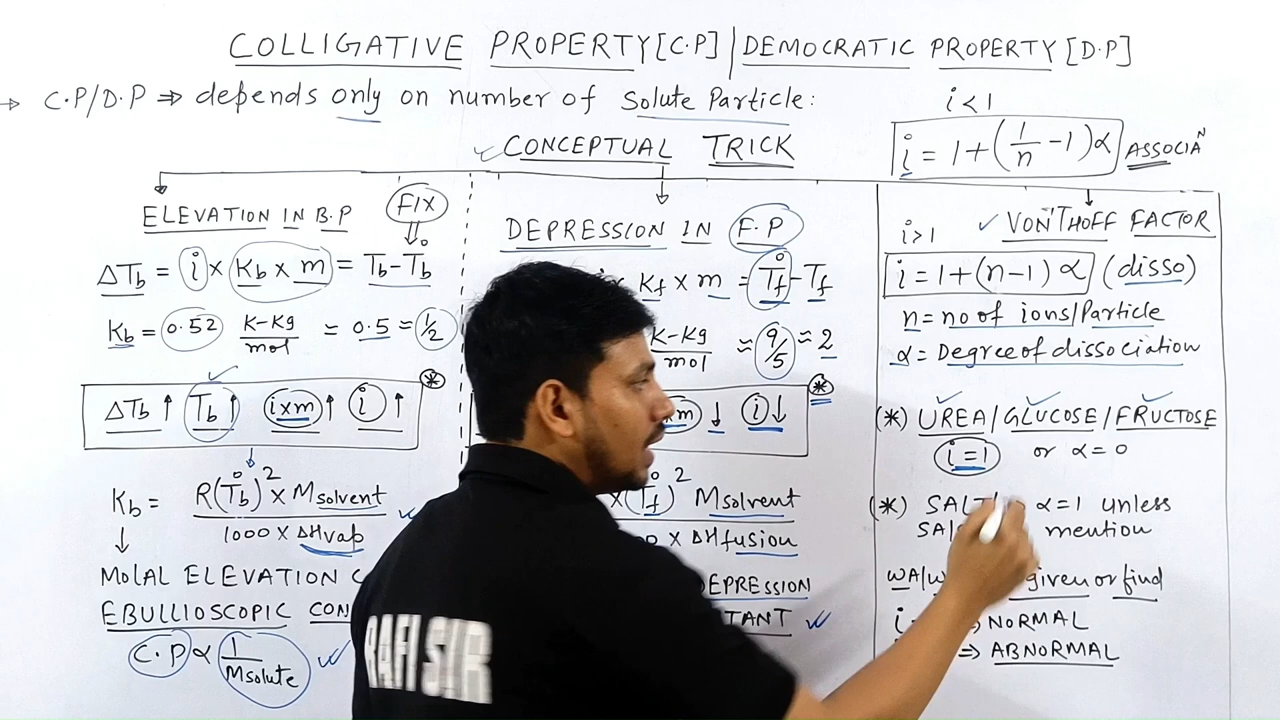 COLLIGATIVE PROPERTY [C.P] | DEMOCRATIC PROPERTY [D.P]
→ C.P/D.P ⇒ depends only on number of Solute Particle:
CONCEPTUAL TRICK
i < 1
i = 1 + (1/n - 1)α ASSOCIA^N
ELEVATION IN B.P
FIX
ΔTb = i × Kb × m = Tb - T°b
Kb = 0.52 K-Kg/mol ≈ 0.5 ≈ 1/2
ΔTb ↑ Tb ↑ i×m ↑ i ↑ (*)
Kb = R(T°b)² × Msolvent / 1000 × ΔHvap
MOLAL ELEVATION
EBULLIOSCOPIC
C.P ∝ 1/Msolute
DEPRESSION IN F.P
Kf × m = T°f - Tf
K-Kg/mol ≈ 9/5 ≈ 2
m ↓ i ↓ (*)
(T°f)² Msolvent
× ΔHfusion
i > 1
VON'THOFF FACTOR
i = 1 + (n-1)α (disso)
n = no of ions/Particle
α = Degree of dissociation
(*) UREA/GLUCOSE/FRUCTOSE
i = 1 or α = 0
(*) α = 1 unless
mention
WA/ given or find
NORMAL
⇒ ABNORMAL
RAFI SIR